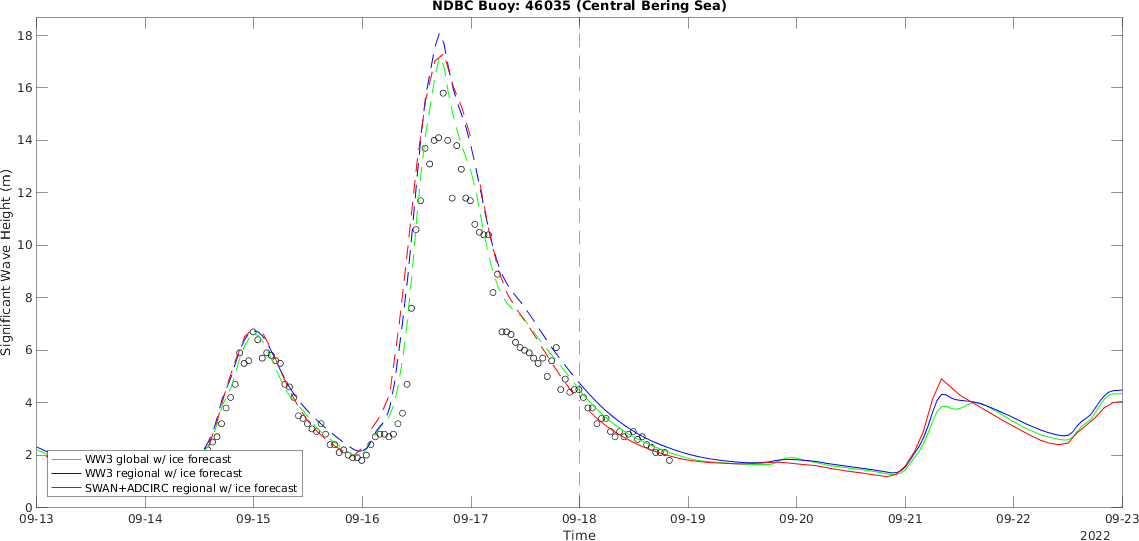 NDBC Buoy: 46035 (Central Bering Sea)
18
16
14
12
10
8
6
4
2
0
Significant Wave Height (m)
WW3 global w/ ice forecast
WW3 regional w/ ice forecast
SWAN+ADCIRC regional w/ ice forecast
09-13 09-14 09-15 09-16 09-17 09-18 09-19 09-20 09-21 09-22 09-23
Time
2022